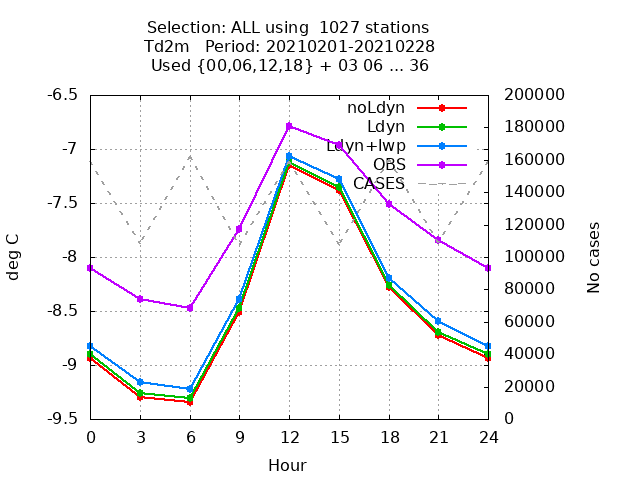 Selection: ALL using  1027 stations
Td2m   Period: 20210201-20210228
Used {00,06,12,18} + 03 06 ... 36
noLdyn
Ldyn
Ldyn+lwp
OBS
CASES
-6.5
-7
-7.5
-8
-8.5
-9
-9.5
deg C
200000
180000
160000
140000
120000
100000
80000
60000
40000
20000
0
No cases
0 3 6 9 12 15 18 21 24
Hour